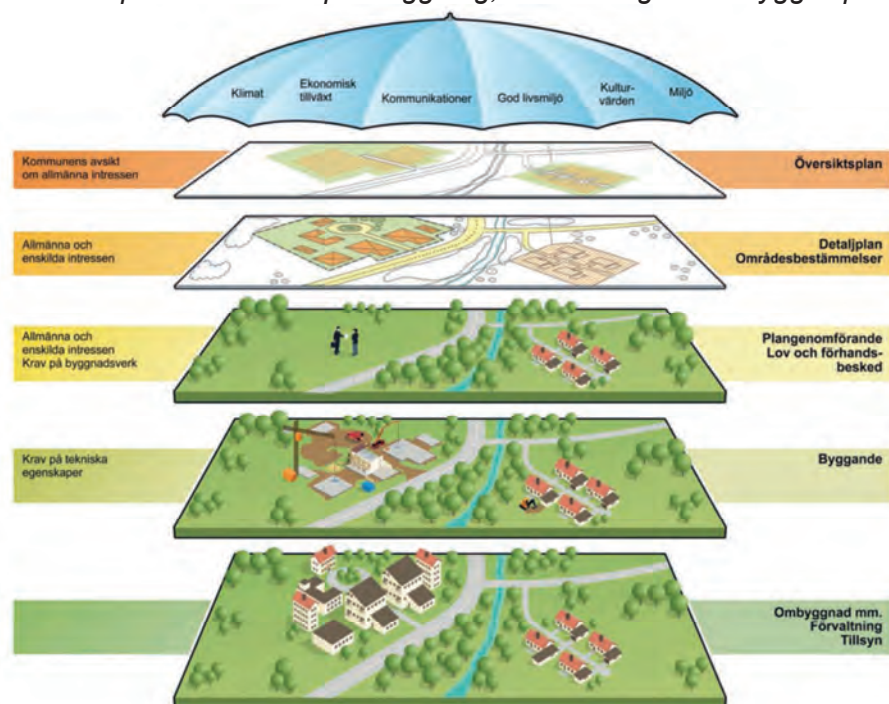 Klimat
Ekonomisk
tillväxt
Kommunikationer
God livsmiljö
Kultur-
värden
Miljö
Kommunens avsikt
om allmänna intressen
Översiktsplan
Allmänna och
enskilda intressen
Detaljplan
Områdesbestämmelser
Allmänna och
enskilda intressen
Krav på byggnadsverk
Plangenomförande
Lov och förhands-
besked
Krav på tekniska
egenskaper
Byggande
Ombyggnad mm.
Förvaltning
Tillsyn